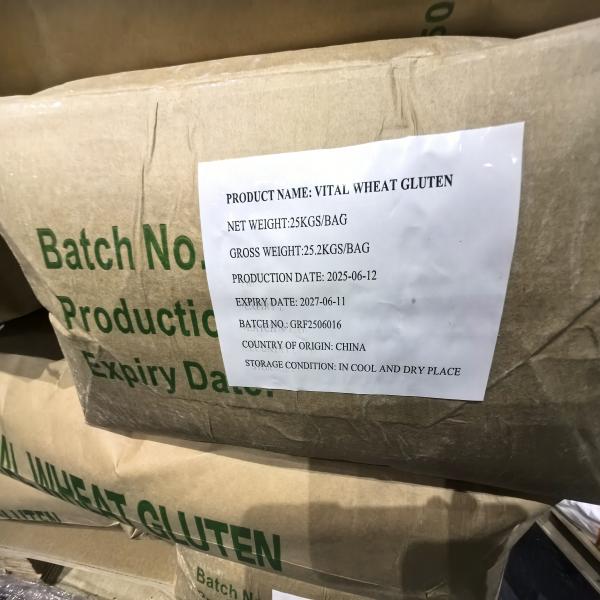 PRODUCT NAME: VITAL WHEAT GLUTEN
NET WEIGHT:25KGS/BAG
GROSS WEIGHT:25.2KGS/BAG
PRODUCTION DATE: 2025-06-12
EXPIRY DATE: 2027-06-11
BATCH NO.: GRF2506016
COUNTRY OF ORIGIN: CHINA
STORAGE CONDITION: IN COOL AND DRY PLACE
Batch No.
Productio
Expiry Date:
WHEAT GLUTEN
GLUTEN
Batch N